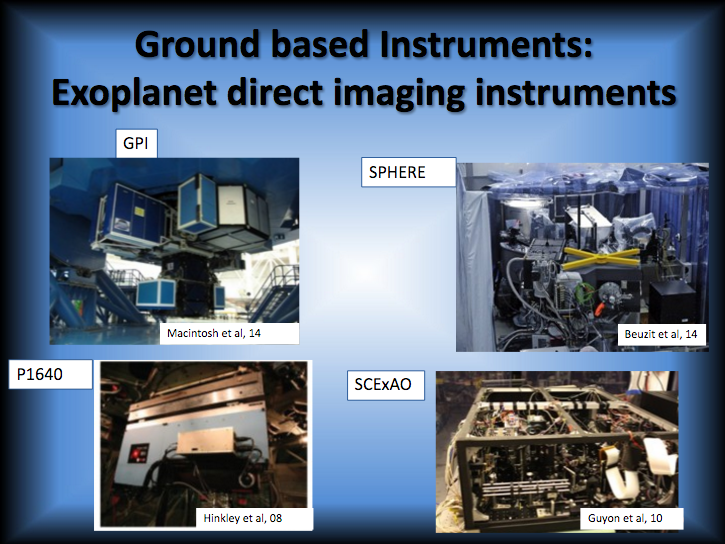 Ground based Instruments:
Exoplanet direct imaging instruments
GPI
SPHERE
Macintosh et al, 14
Beuzit et al, 14
P1640
SCExAO
Hinkley et al, 08
Guyon et al, 10